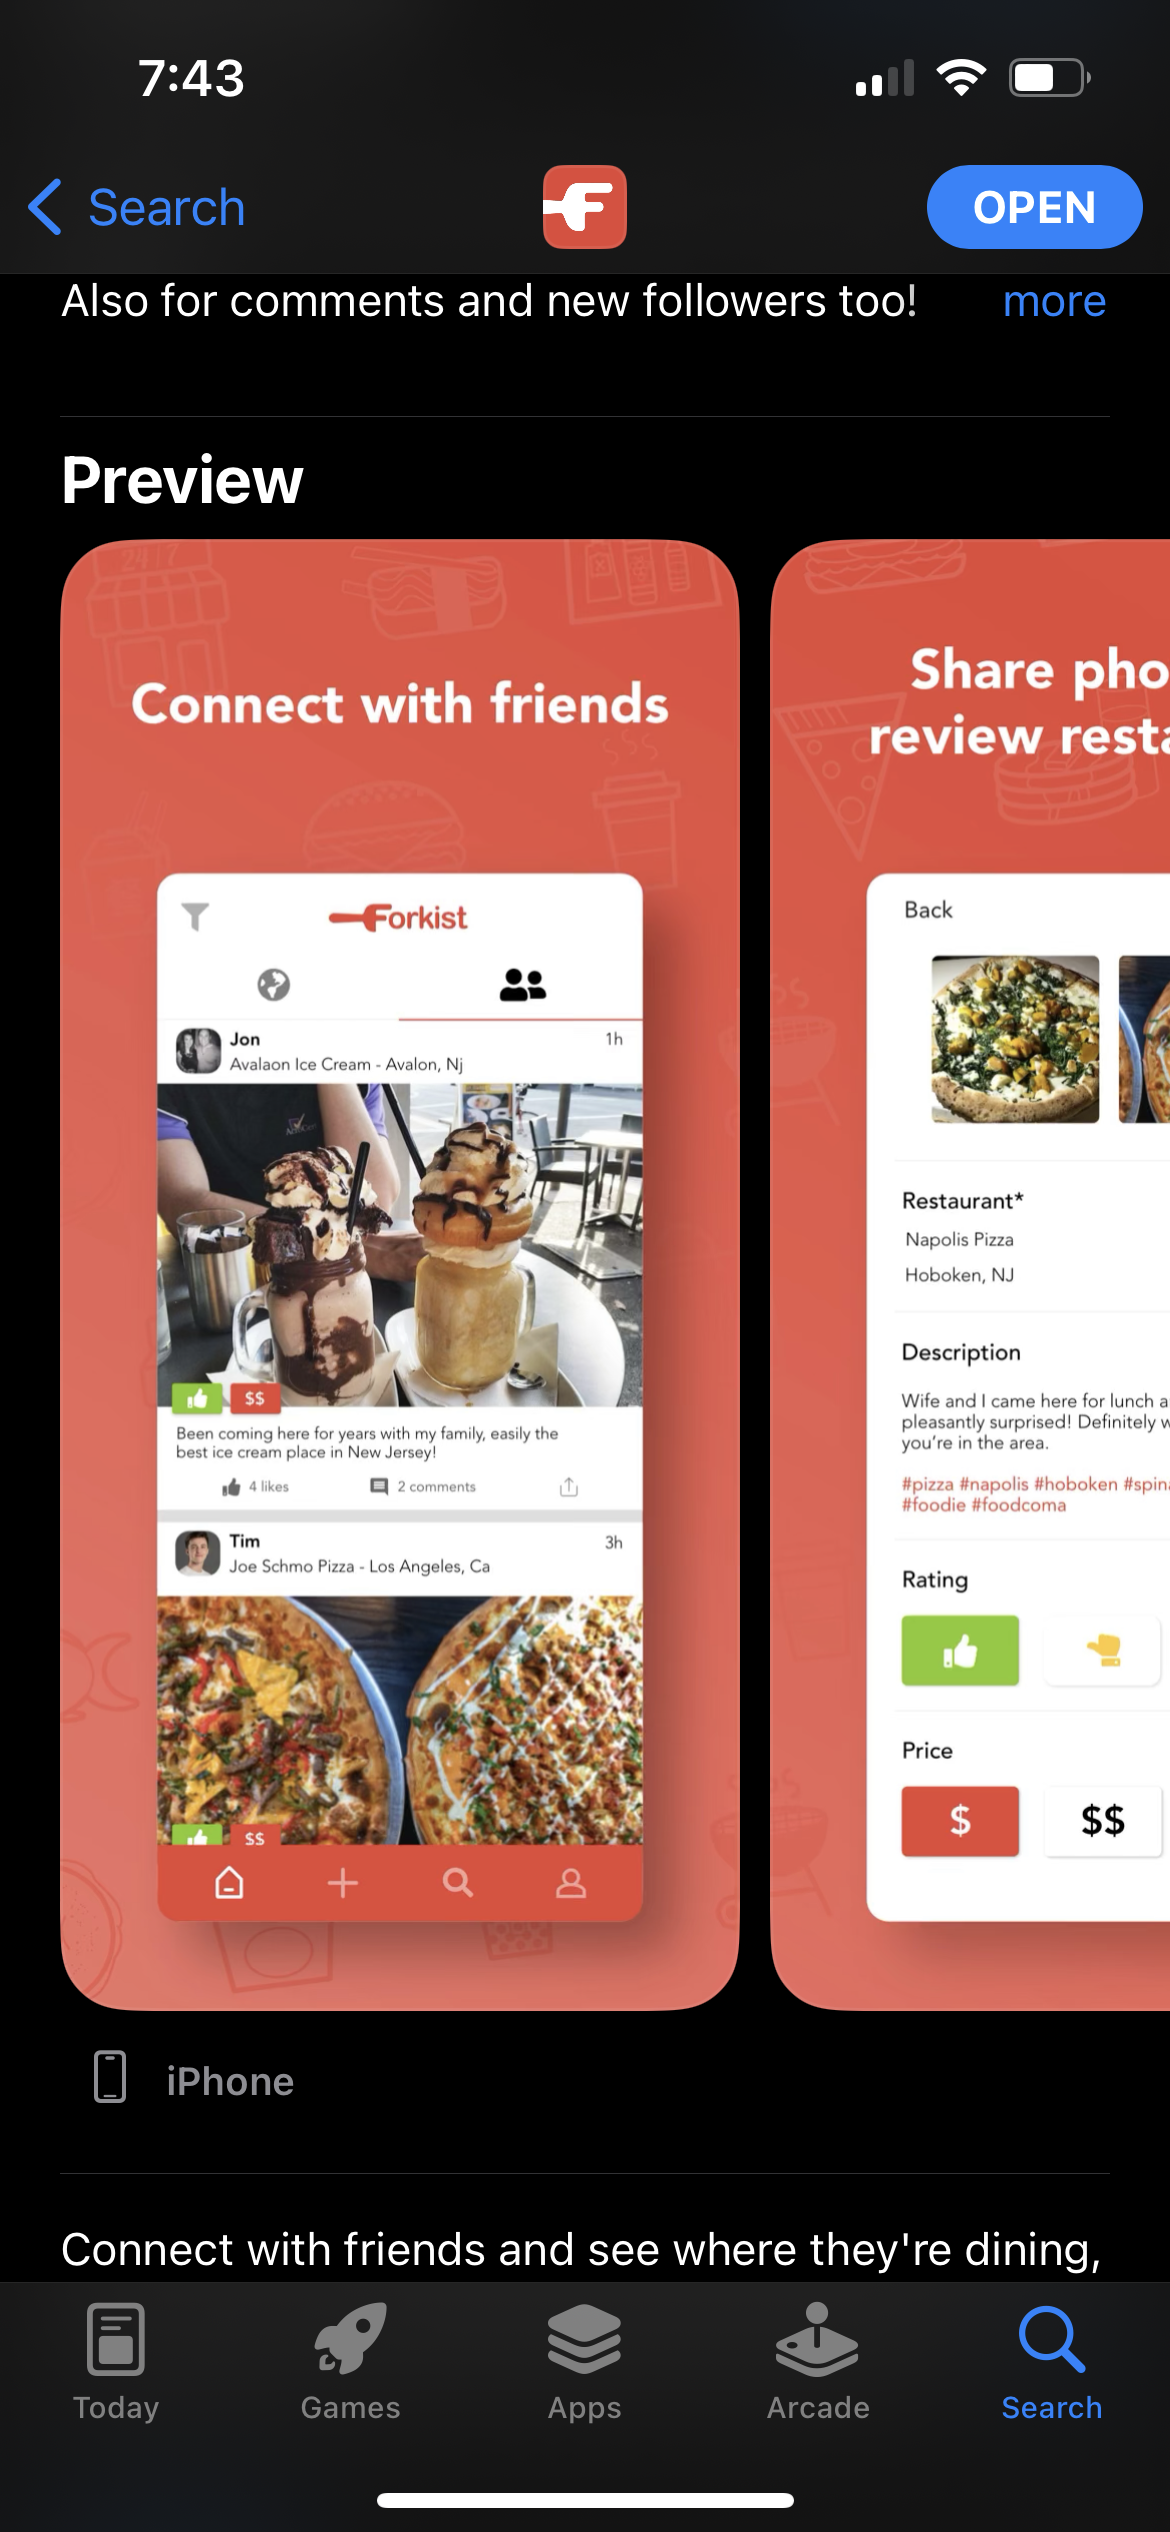 7:43
Search
OPEN
Also for comments and new followers too!
more
Preview
24/7
Connect with friends
Forkist
Jon
1h
Avalaon Ice Cream - Avalon, Nj
$$
Been coming here for years with my family, easily the
best ice cream place in New Jersey!
4 likes
2 comments
Tim
3h
Joe Schmo Pizza - Los Angeles, Ca
$$
Share pho
review resta
Back
Restaurant*
Napolis Pizza
Hoboken, NJ
Description
Wife and I came here for lunch a
pleasantly surprised! Definitely w
you're in the area.
#pizza #napolis #hoboken #spina
#foodie #foodcoma
Rating
Price
$
$$
iPhone
Connect with friends and see where they're dining,
Today
Games
Apps
Arcade
Search